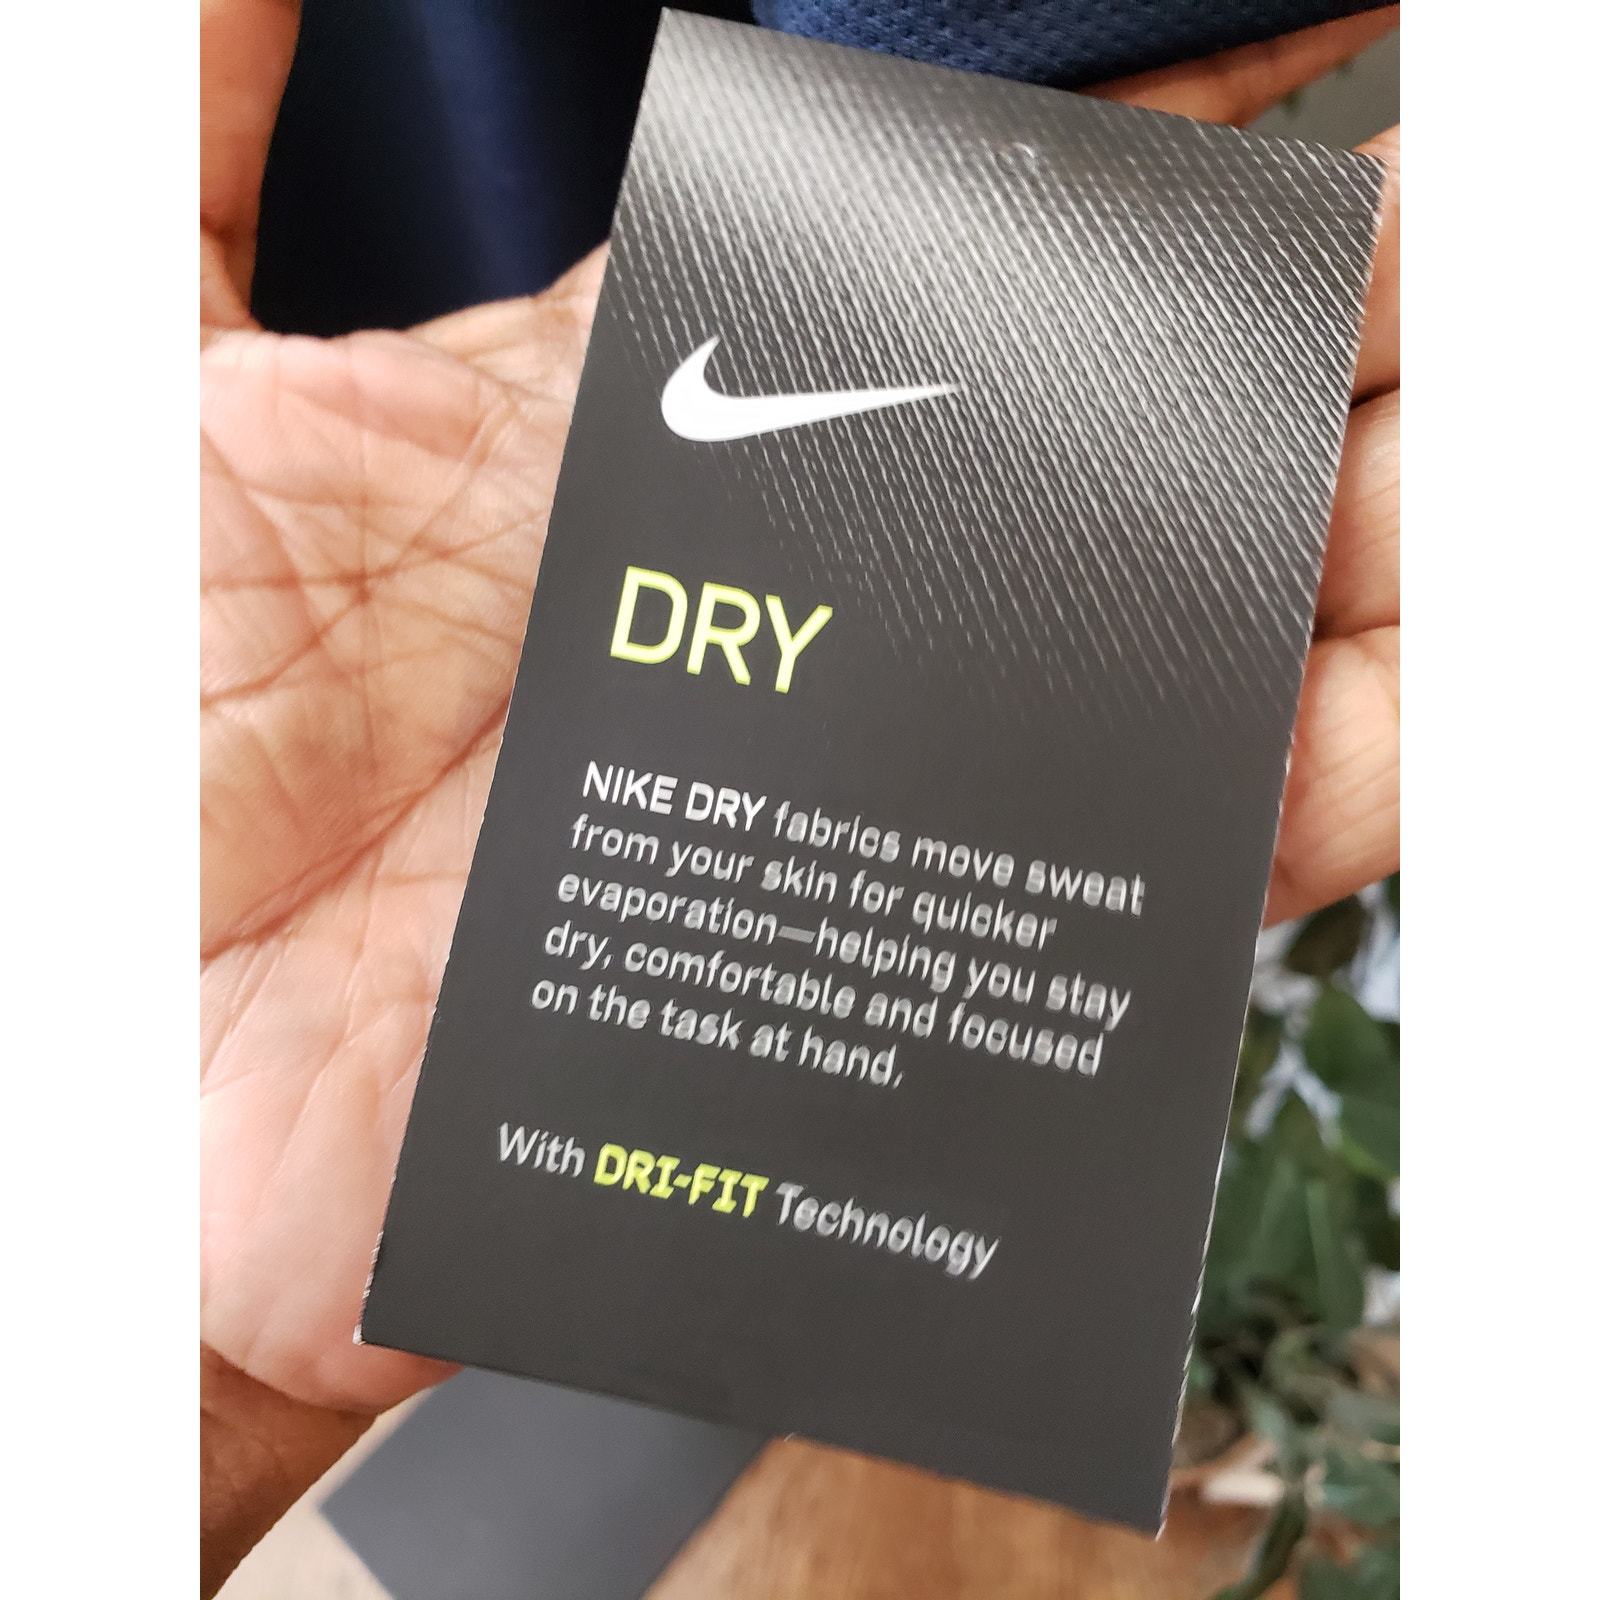 DRY
NIKE DRY fabrics move sweat
from your skin for quicker
evaporation—helping you stay
dry, comfortable and focused
on the task at hand.
With DRI-FIT Technology